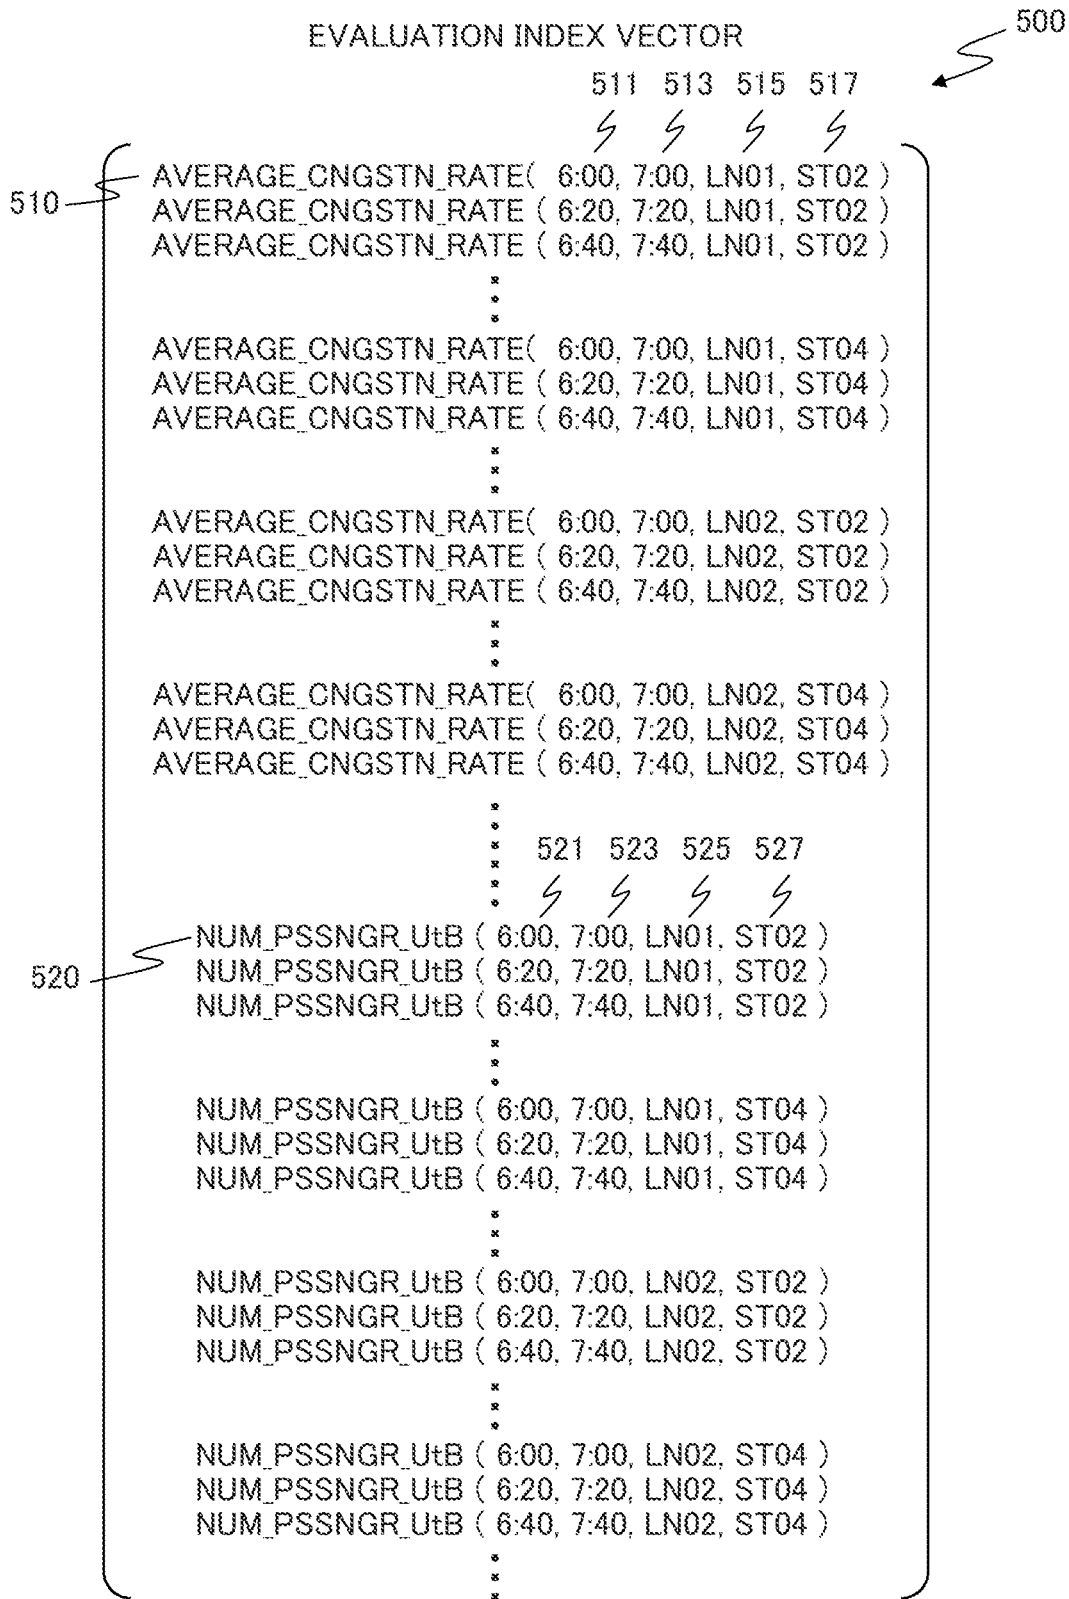 EVALUATION INDEX VECTOR
500
511 513 515 517
510
AVERAGE_CNGSTN_RATE( 6:00, 7:00, LN01, ST02 )
AVERAGE_CNGSTN_RATE ( 6:20, 7:20, LN01, ST02 )
AVERAGE_CNGSTN_RATE ( 6:40, 7:40, LN01, ST02 )
AVERAGE_CNGSTN_RATE( 6:00, 7:00, LN01, ST04 )
AVERAGE_CNGSTN_RATE ( 6:20, 7:20, LN01, ST04 )
AVERAGE_CNGSTN_RATE ( 6:40, 7:40, LN01, ST04 )
AVERAGE_CNGSTN_RATE( 6:00, 7:00, LN02, ST02 )
AVERAGE_CNGSTN_RATE ( 6:20, 7:20, LN02, ST02 )
AVERAGE_CNGSTN_RATE ( 6:40, 7:40, LN02, ST02 )
AVERAGE_CNGSTN_RATE( 6:00, 7:00, LN02, ST04 )
AVERAGE_CNGSTN_RATE ( 6:20, 7:20, LN02, ST04 )
AVERAGE_CNGSTN_RATE ( 6:40, 7:40, LN02, ST04 )
521 523 525 527
520
NUM_PSSNGR_UtB ( 6:00, 7:00, LN01, ST02 )
NUM_PSSNGR_UtB ( 6:20, 7:20, LN01, ST02 )
NUM_PSSNGR_UtB ( 6:40, 7:40, LN01, ST02 )
NUM_PSSNGR_UtB ( 6:00, 7:00, LN01, ST04 )
NUM_PSSNGR_UtB ( 6:20, 7:20, LN01, ST04 )
NUM_PSSNGR_UtB ( 6:40, 7:40, LN01, ST04 )
NUM_PSSNGR_UtB ( 6:00, 7:00, LN02, ST02 )
NUM_PSSNGR_UtB ( 6:20, 7:20, LN02, ST02 )
NUM_PSSNGR_UtB ( 6:40, 7:40, LN02, ST02 )
NUM_PSSNGR_UtB ( 6:00, 7:00, LN02, ST04 )
NUM_PSSNGR_UtB ( 6:20, 7:20, LN02, ST04 )
NUM_PSSNGR_UtB ( 6:40, 7:40, LN02, ST04 )